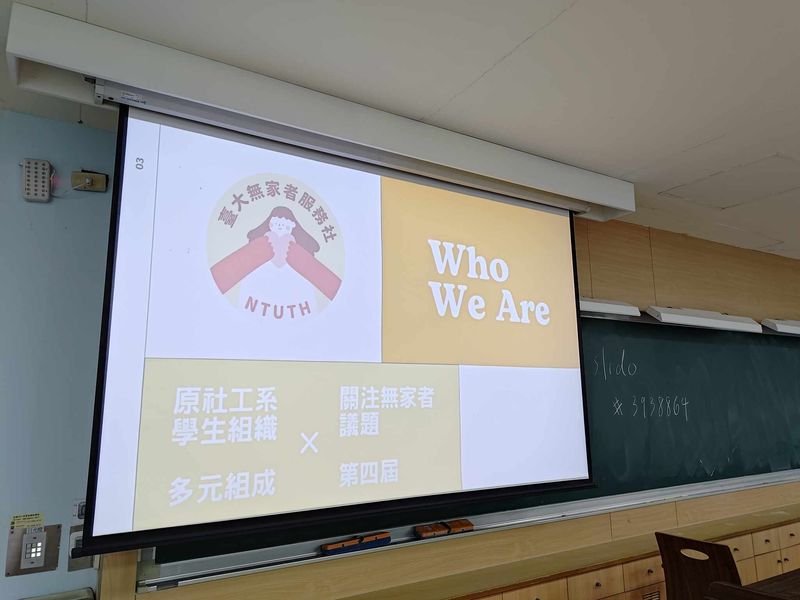 03
臺大無家者服務社
NTUTH
Who
We Are
原社工系
學生組織
多元組成
×
關注無家者
議題
第四屆
slido
# 3938864